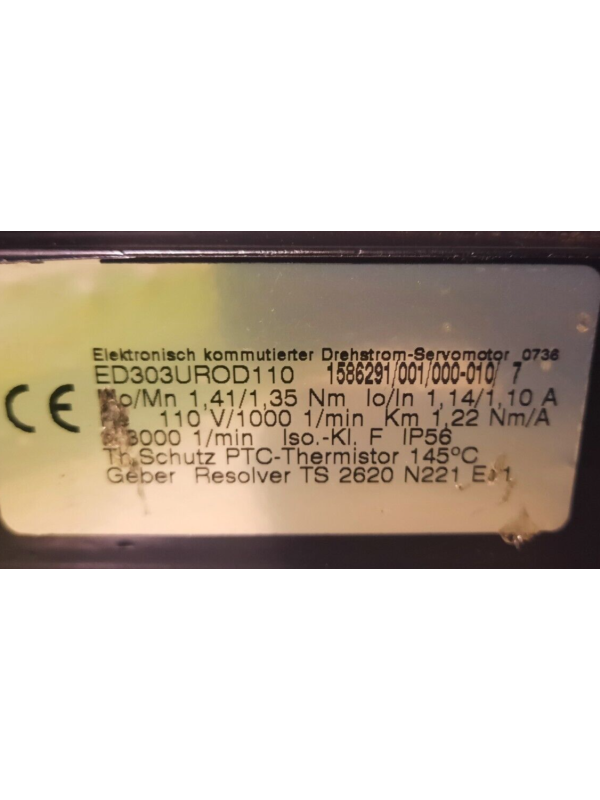 Elektronisch kommutierter Drehstrom-Servomotor 0736
ED303UROD110 1586291/001/000-010/ 7
CE
Mo/Mn 1,41/1,35 Nm Io/In 1,14/1,10 A
110 V/1000 1/min Km 1,22 Nm/A
3000 1/min Iso.-Kl. F IP56
Th.Schutz PTC-Thermistor 145°C
Geber Resolver TS 2620 N221